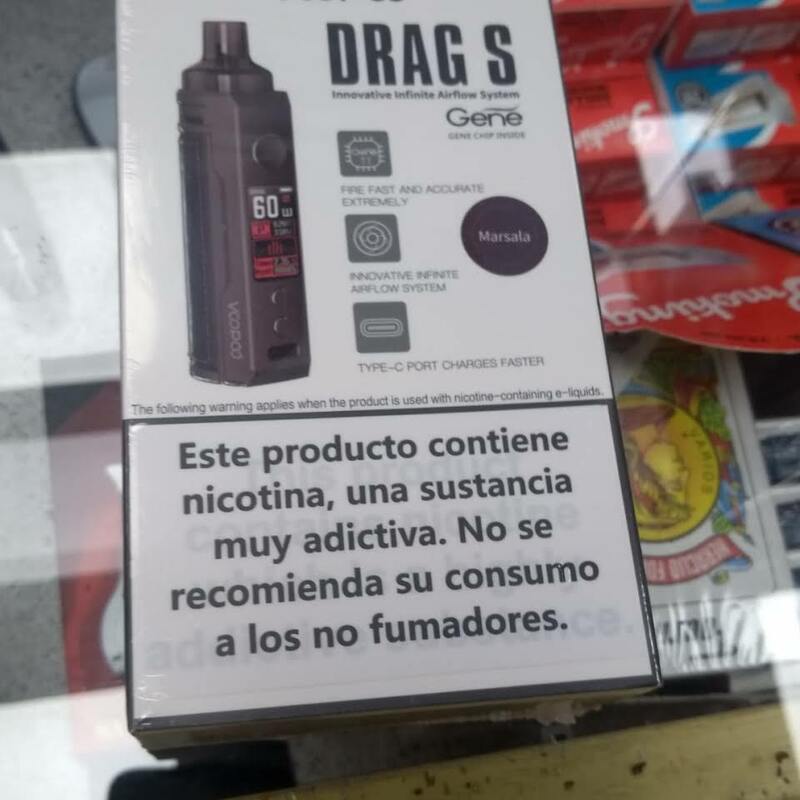 DRAG S
Innovative Infinite Airflow System
Gene
GENE CHIP INSIDE
FIRE FAST AND ACCURATE
EXTREMELY
Marsala
INNOVATIVE INFINITE
AIRFLOW SYSTEM
TYPE-C PORT CHARGES FASTER
60 W
VOOPOO
The following warning applies when the product is used with nicotine-containing e-liquids.
Este producto contiene
nicotina, una sustancia
muy adictiva. No se
recomienda su consumo
a los no fumadores.
Smoking